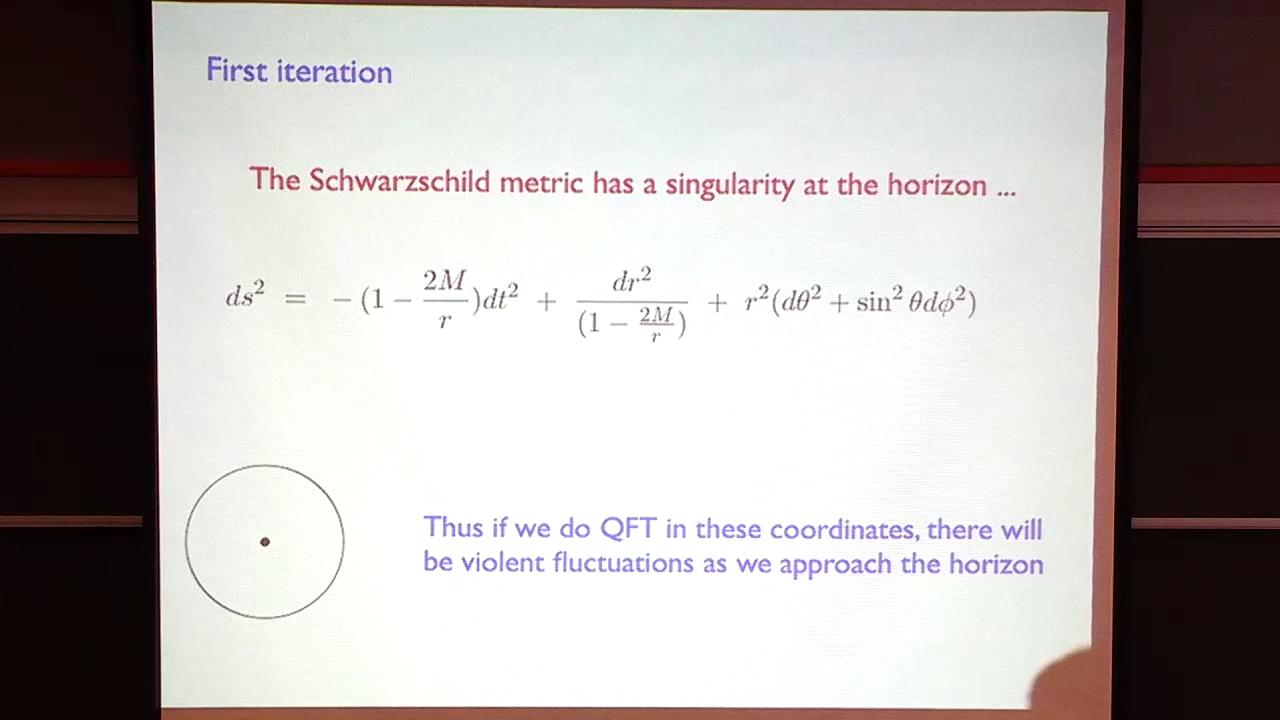 First iteration
The Schwarzschild metric has a singularity at the horizon ...
ds² = −(1 − 2M/r)dt² + dr²/(1 − 2M/r) + r²(dθ² + sin² θdϕ²)
Thus if we do QFT in these coordinates, there will
be violent fluctuations as we approach the horizon